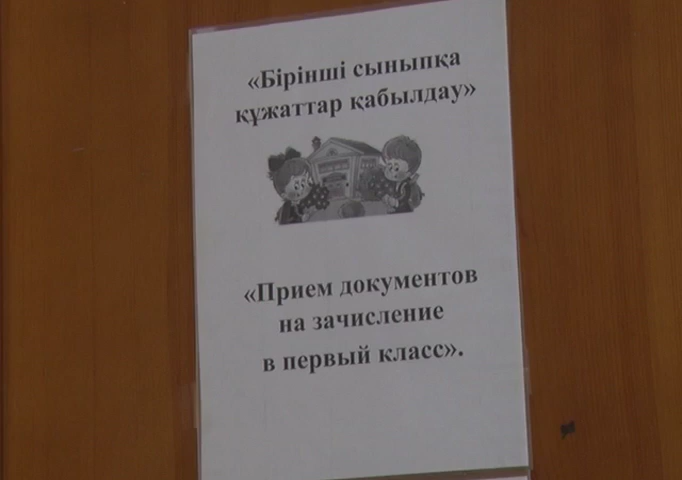 «Бірінші сыныпқа
құжаттар қабылдау»
«Прием документов
на зачисление
в первый класс».